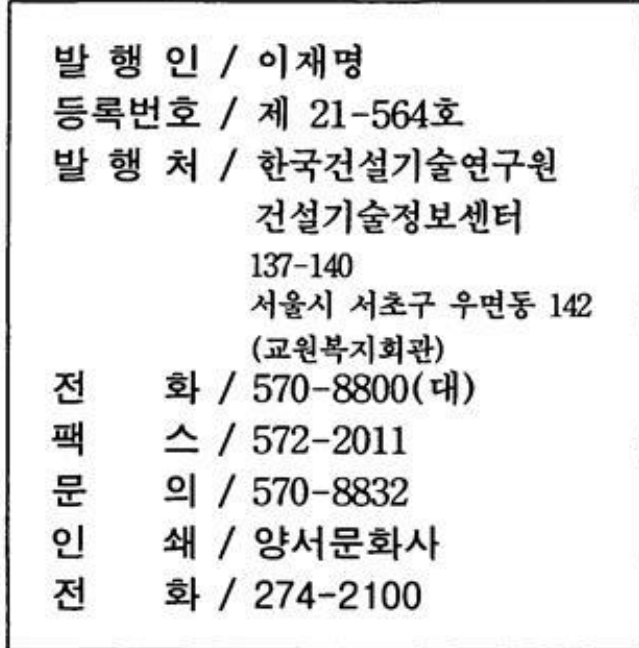 발 행 인 / 이재명
등록번호 / 제 21-564호
발 행 처 / 한국건설기술연구원
건설기술정보센터
137-140
서울시 서초구 우면동 142
(교원복지회관)
전 화 / 570-8800(대)
팩 스 / 572-2011
문 의 / 570-8832
인 쇄 / 양서문화사
전 화 / 274-2100